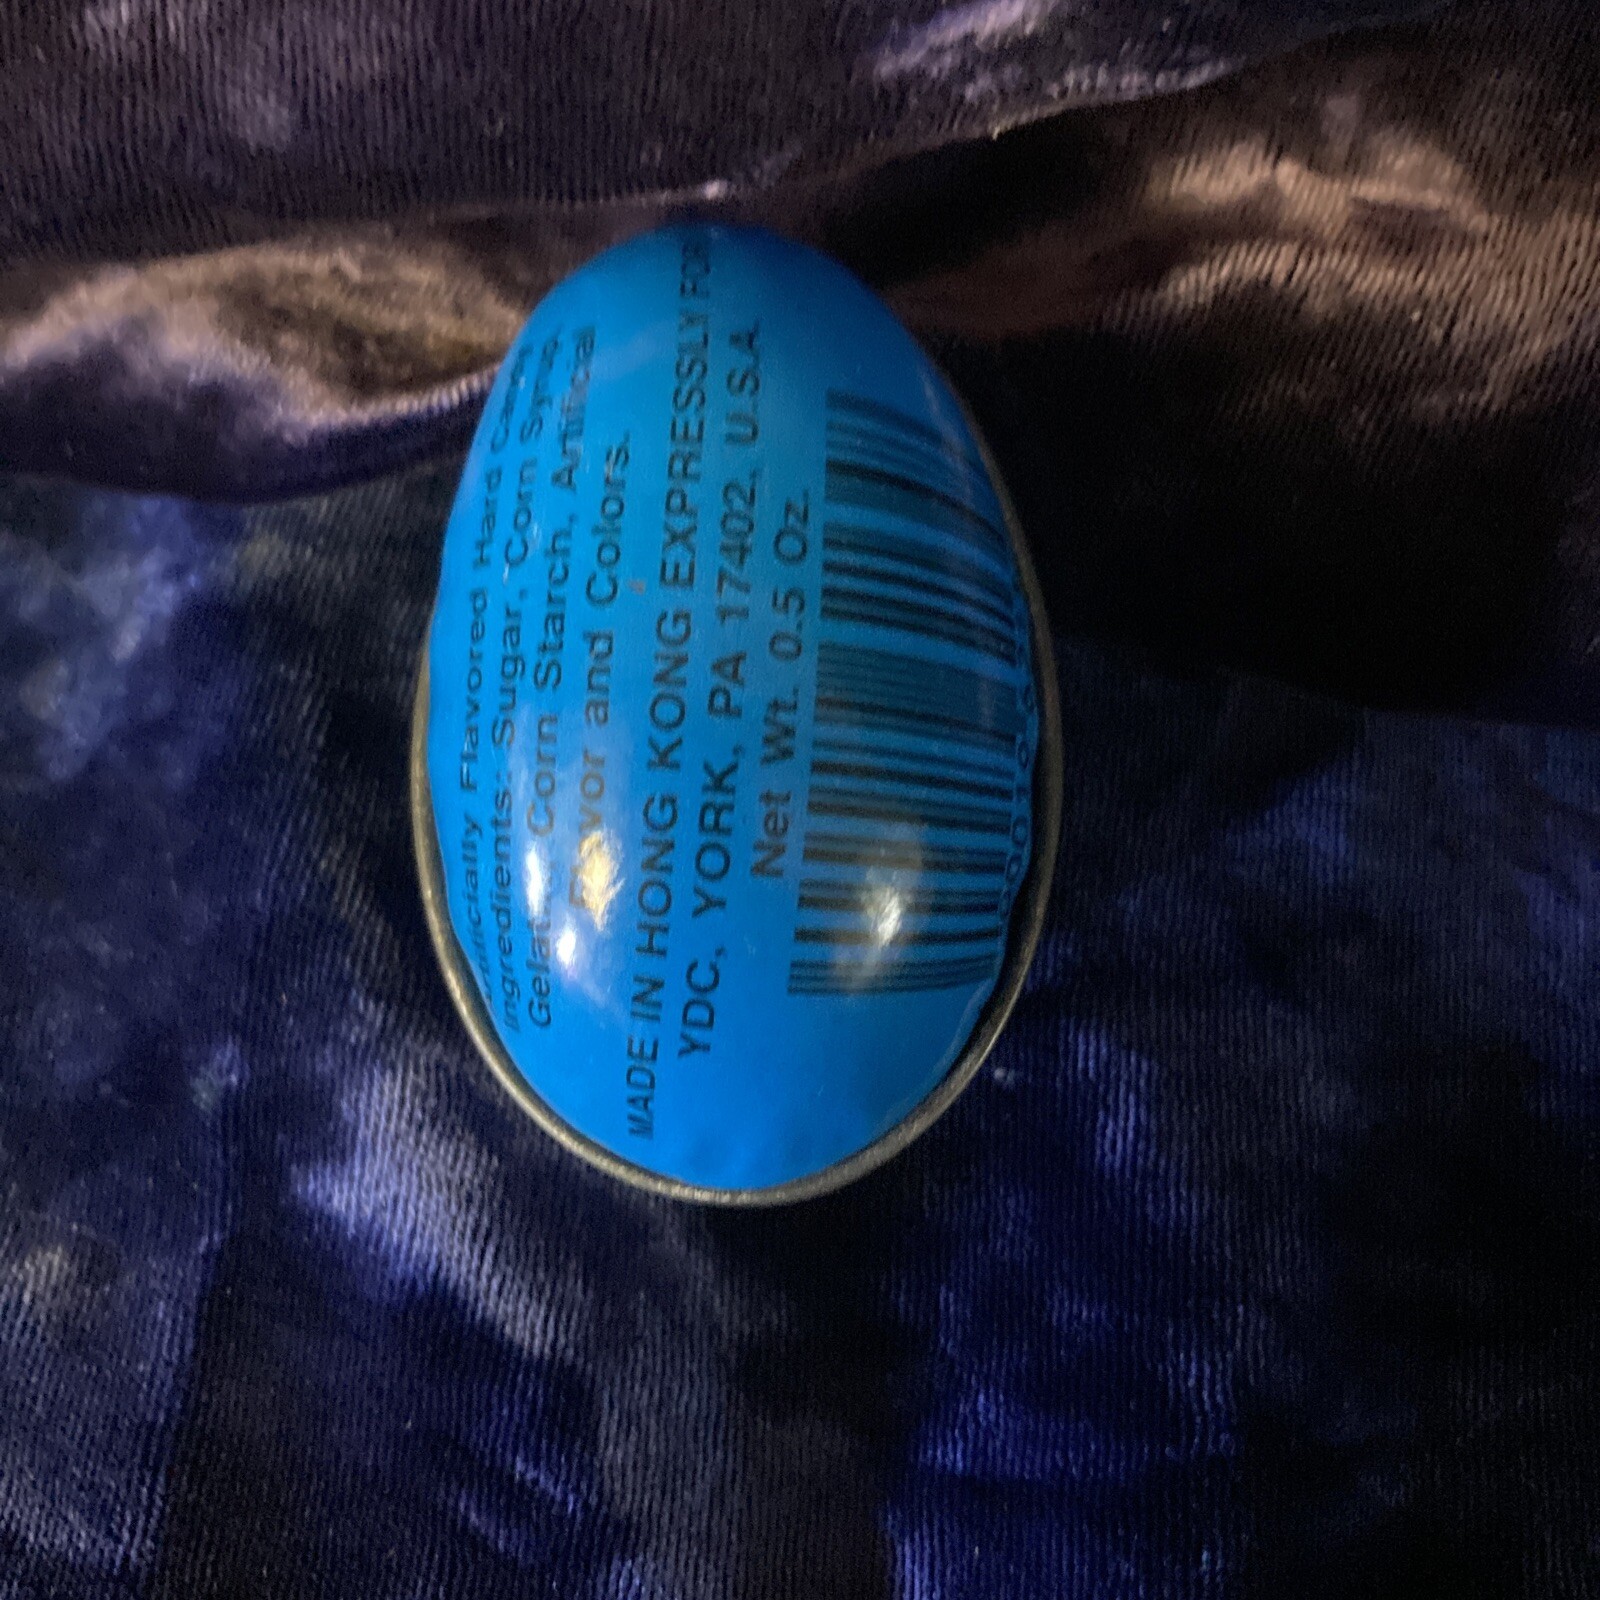 Artificially Flavored Hard Candy
Ingredients: Sugar, Corn Syrup,
Gelatin, Corn Starch, Artificial
Flavor and Colors.
MADE IN HONG KONG EXPRESSLY FOR
YDC, YORK, PA 17402, U.S.A
Net Wt. 0.5 Oz.